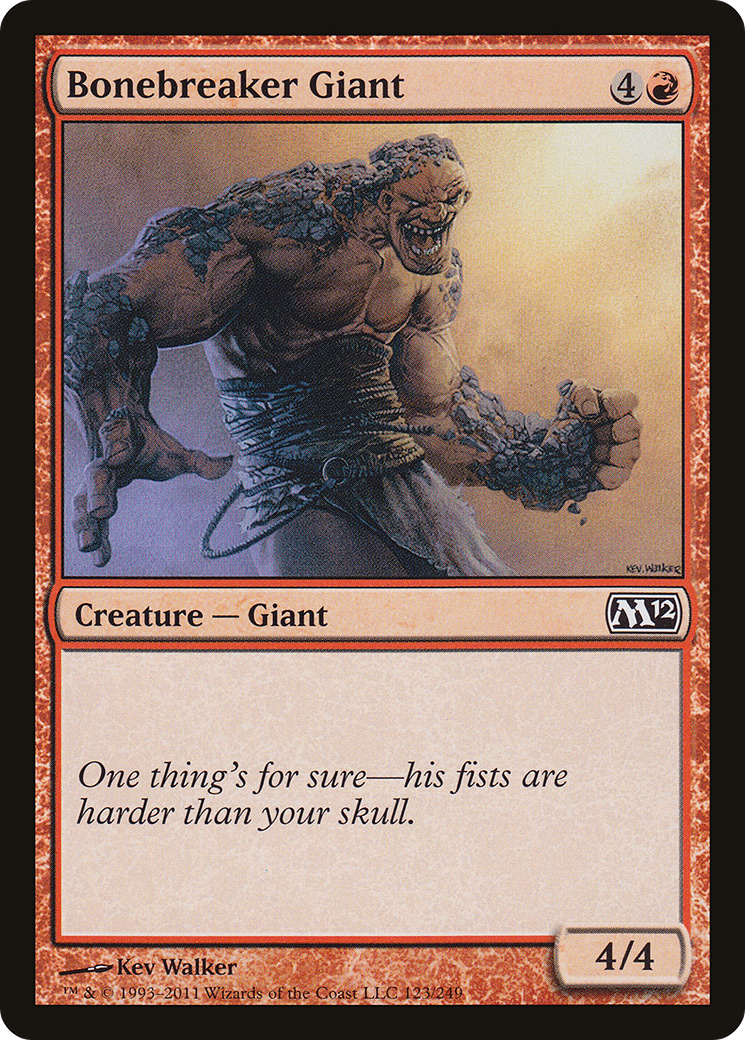 Bonebreaker Giant 4
KEV. WALKER
Creature — Giant M12
One thing's for sure—his fists are
harder than your skull.
4/4
Kev Walker
™ & © 1993–2011 Wizards of the Coast LLC 123/249